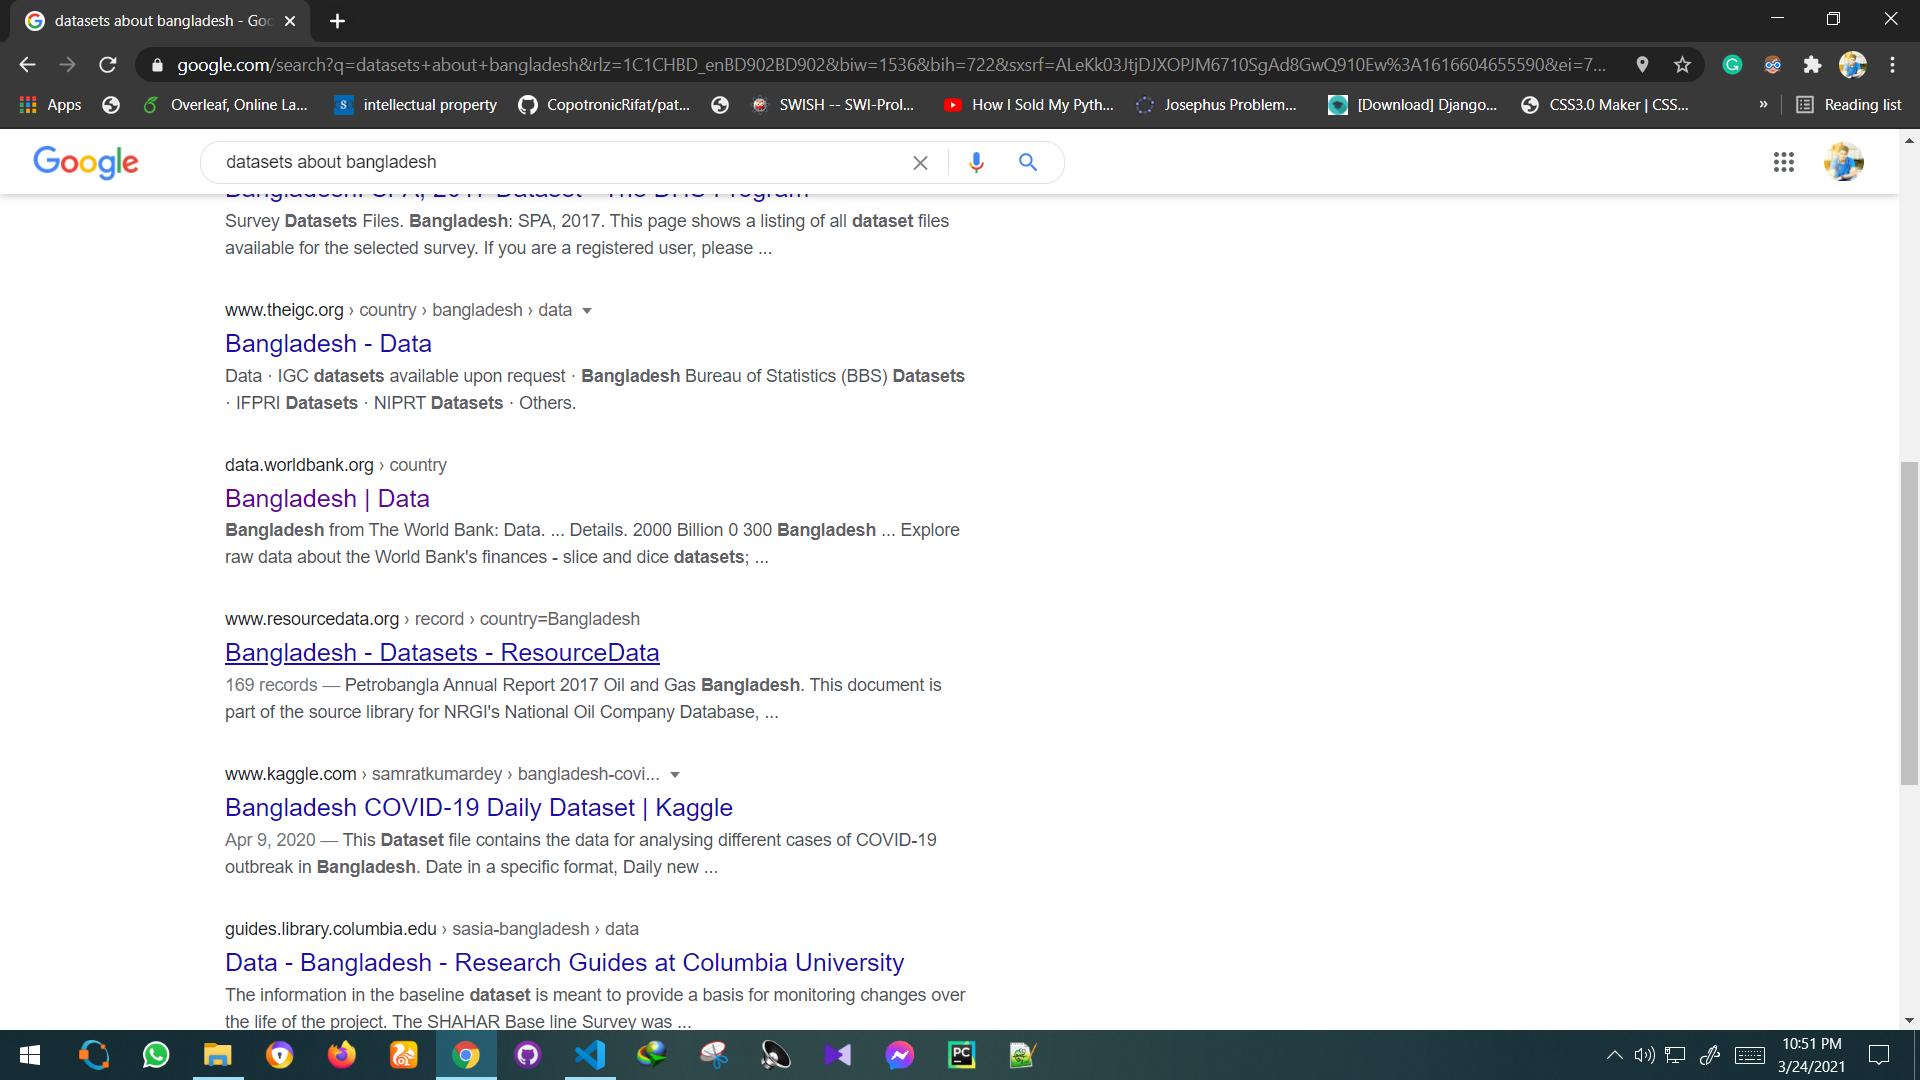 datasets about bangladesh - Goo
google.com/search?q=datasets+about+bangladesh&rlz=1C1CHBD_enBD902BD902&biw=1536&bih=722&sxsrf=ALeKk03JtjDJXOPJM6710SgAd8GwQ910Ew%3A1616604655590&ei=7...
Apps Overleaf, Online La... intellectual property CopotronicRifat/pat... SWISH -- SWI-Prol... How I Sold My Pyth... Josephus Problem... [Download] Django... CSS3.0 Maker | CSS... » Reading list
Google datasets about bangladesh
Bangladesh: SPA, 2017 Dataset - The DHS Program
Survey Datasets Files. Bangladesh: SPA, 2017. This page shows a listing of all dataset files
available for the selected survey. If you are a registered user, please ...
www.theigc.org › country › bangladesh › data
Bangladesh - Data
Data · IGC datasets available upon request · Bangladesh Bureau of Statistics (BBS) Datasets
· IFPRI Datasets · NIPRT Datasets · Others.
data.worldbank.org › country
Bangladesh | Data
Bangladesh from The World Bank: Data. ... Details. 2000 Billion 0 300 Bangladesh ... Explore
raw data about the World Bank's finances - slice and dice datasets; ...
www.resourcedata.org › record › country=Bangladesh
Bangladesh - Datasets - ResourceData
169 records — Petrobangla Annual Report 2017 Oil and Gas Bangladesh. This document is
part of the source library for NRGI's National Oil Company Database, ...
www.kaggle.com › samratkumardey › bangladesh-covi...
Bangladesh COVID-19 Daily Dataset | Kaggle
Apr 9, 2020 — This Dataset file contains the data for analysing different cases of COVID-19
outbreak in Bangladesh. Date in a specific format, Daily new ...
guides.library.columbia.edu › sasia-bangladesh › data
Data - Bangladesh - Research Guides at Columbia University
The information in the baseline dataset is meant to provide a basis for monitoring changes over
the life of the project. The SHAHAR Base line Survey was ...
PC
10:51 PM
3/24/2021